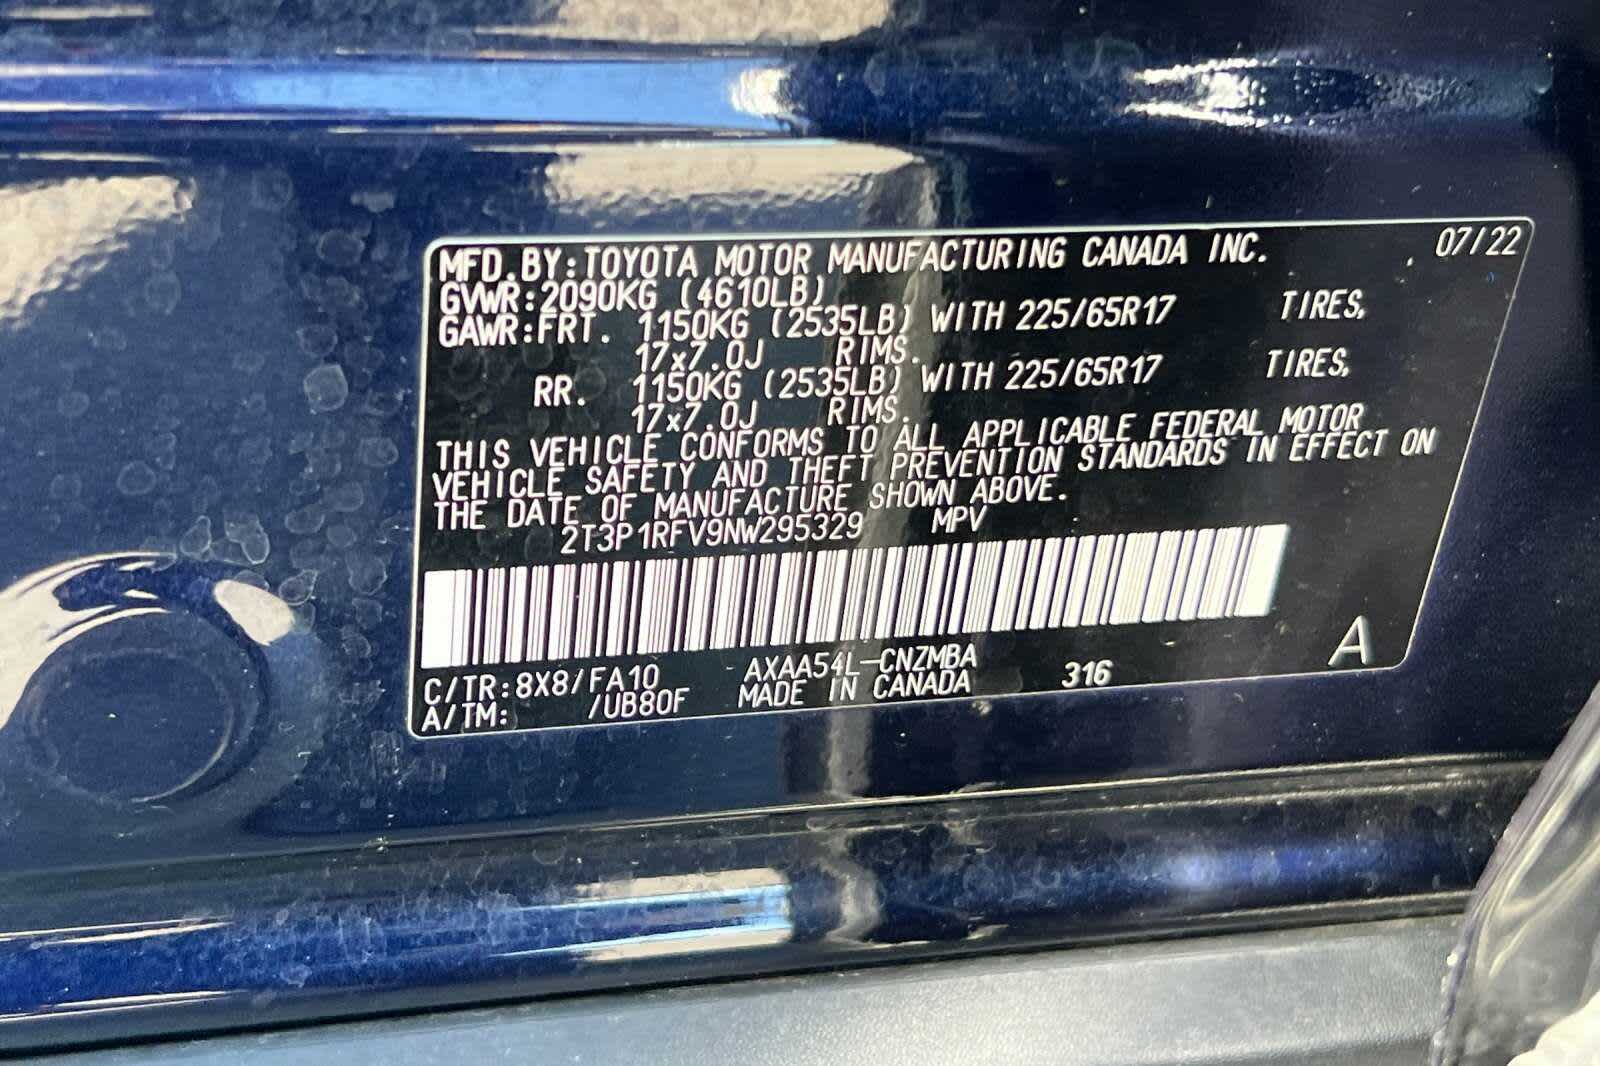 MFD.BY:TOYOTA MOTOR MANUFACTURING CANADA INC. 07/22
GVWR:2090KG (4610LB)
GAWR:FRT. 1150KG (2535LB) WITH 225/65R17 TIRES,
17x7.0J RIMS.
RR. 1150KG (2535LB) WITH 225/65R17 TIRES,
17x7.0J RIMS.
THIS VEHICLE CONFORMS TO ALL APPLICABLE FEDERAL MOTOR
VEHICLE SAFETY AND THEFT PREVENTION STANDARDS IN EFFECT ON
THE DATE OF MANUFACTURE SHOWN ABOVE.
2T3P1RFV9NW295329 MPV
C/TR:8X8/FA10 AXAA54L-CNZMBA 316 A
A/TM: /UB80F MADE IN CANADA